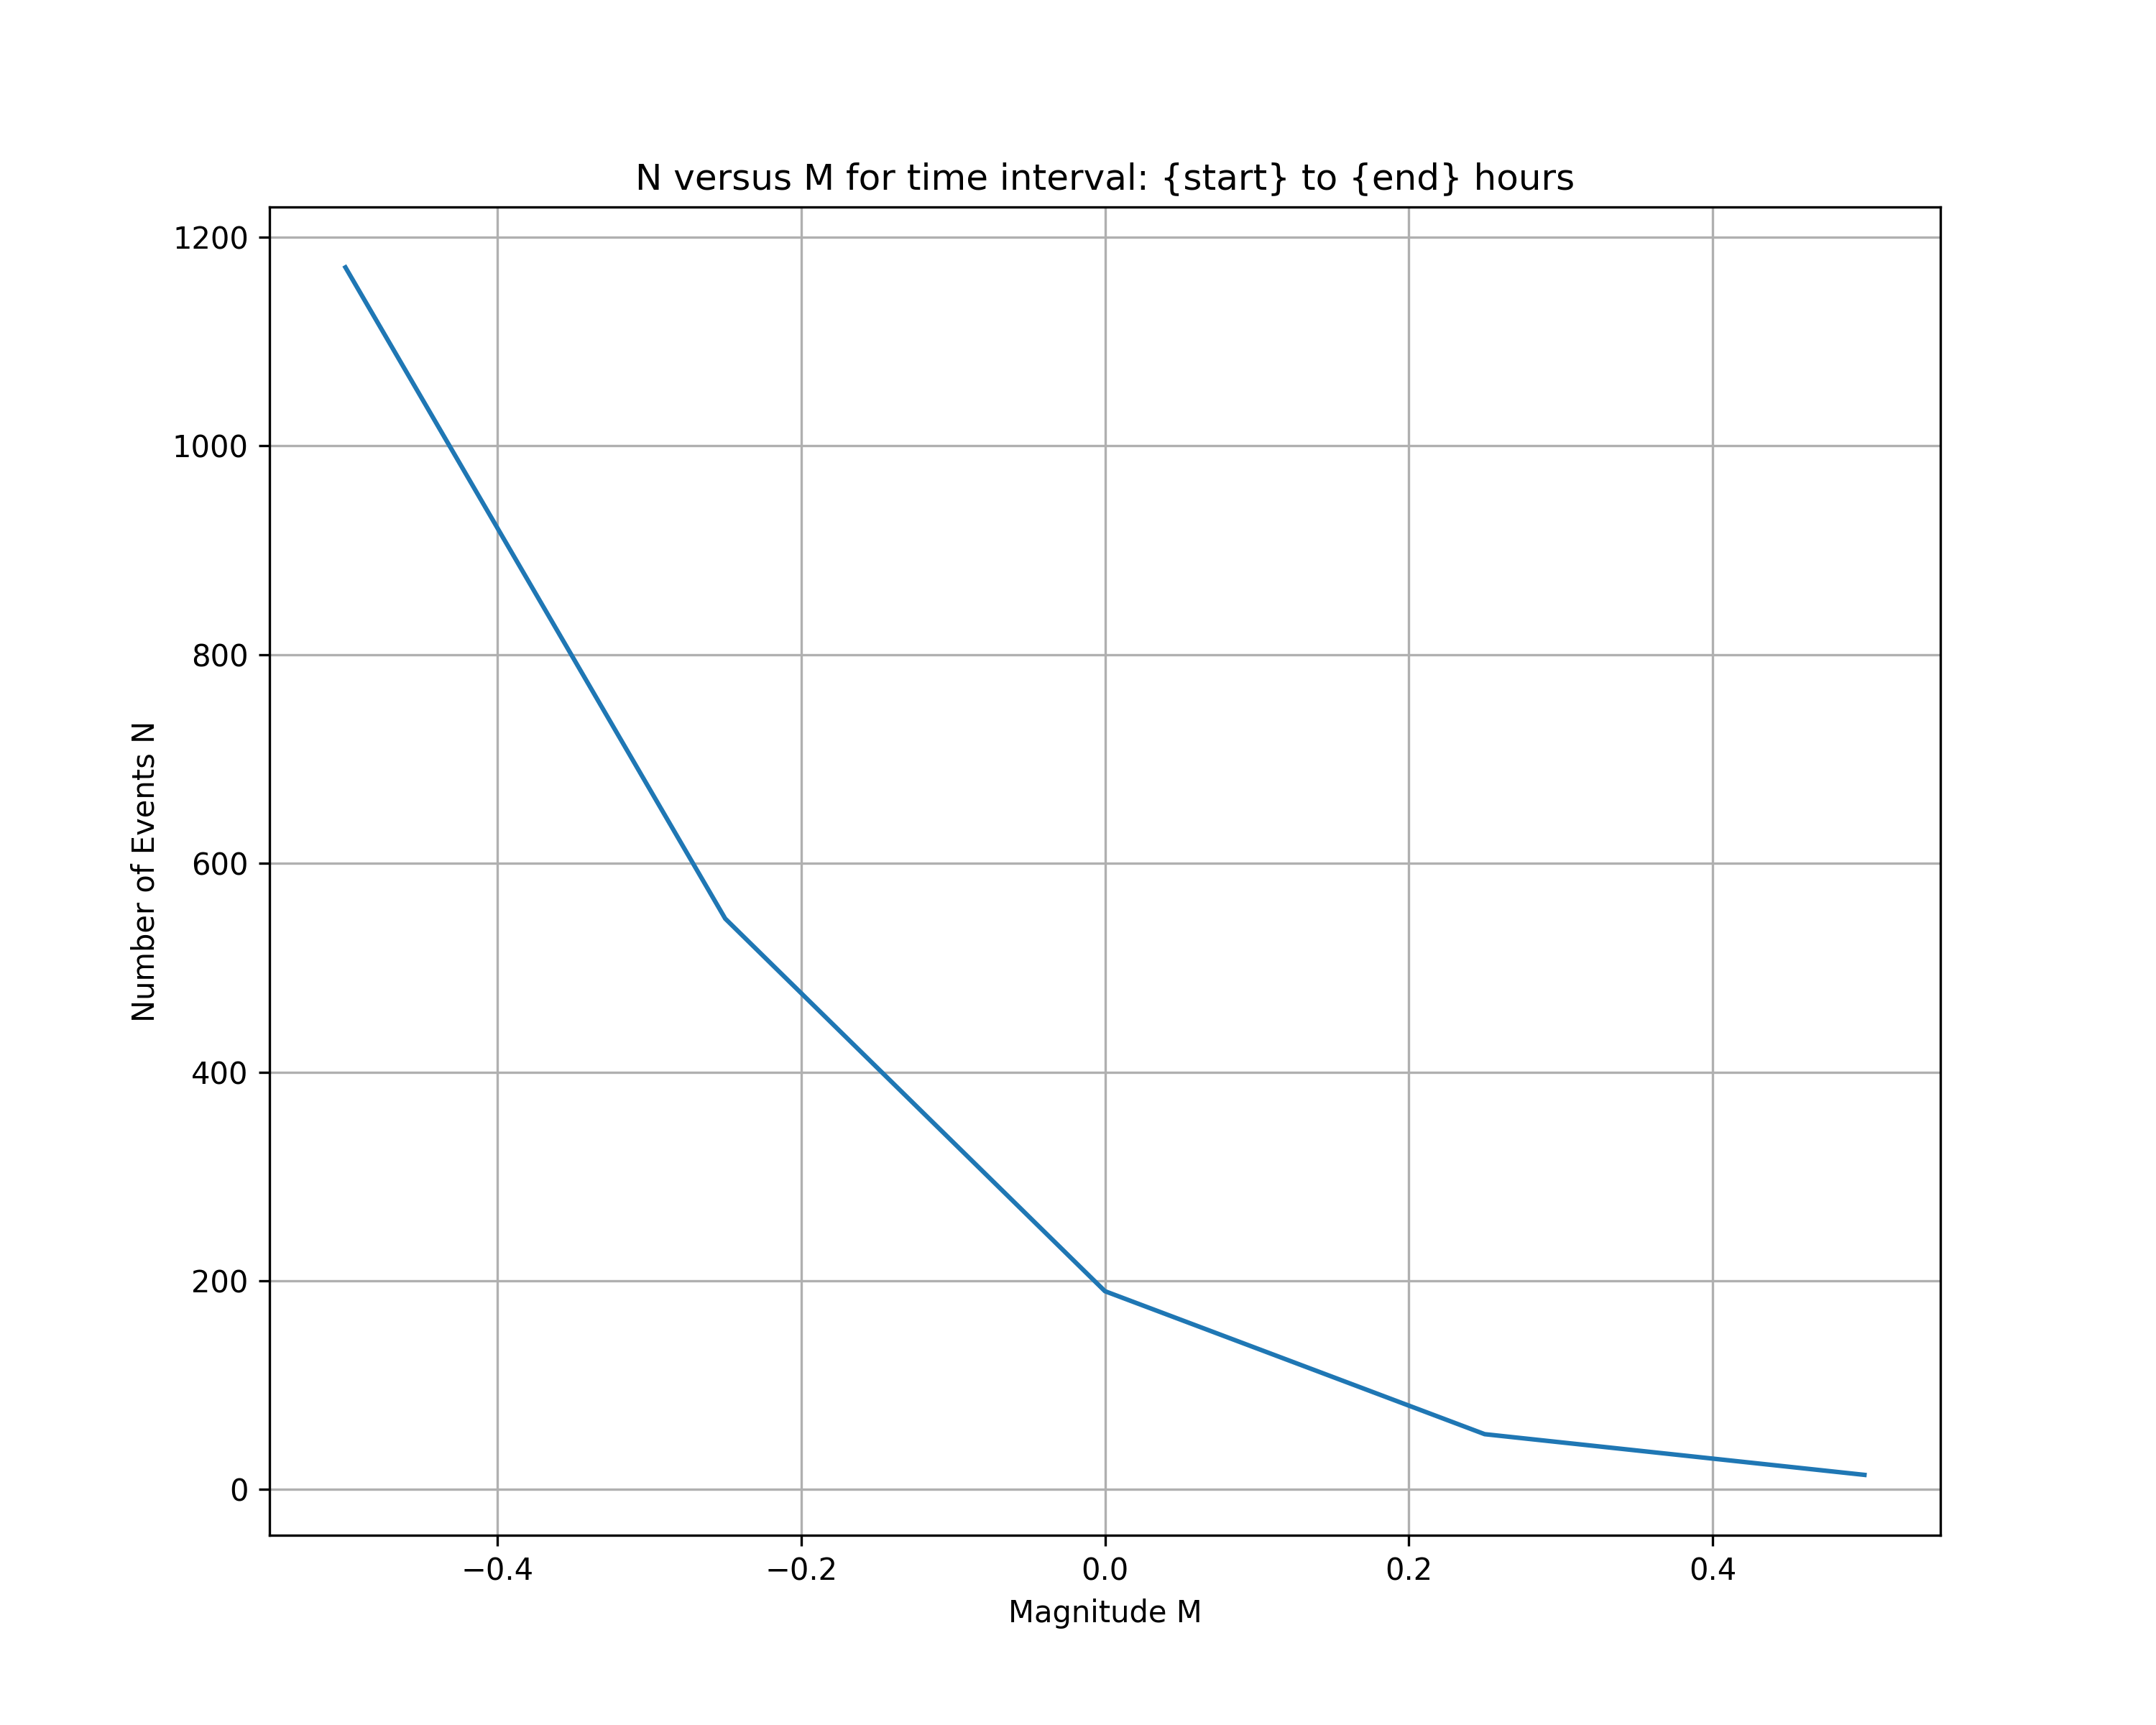 N versus M for time interval: {start} to {end} hours
1200
1000
800
600
400
200
0
Number of Events N
−0.4 −0.2 0.0 0.2 0.4
Magnitude M